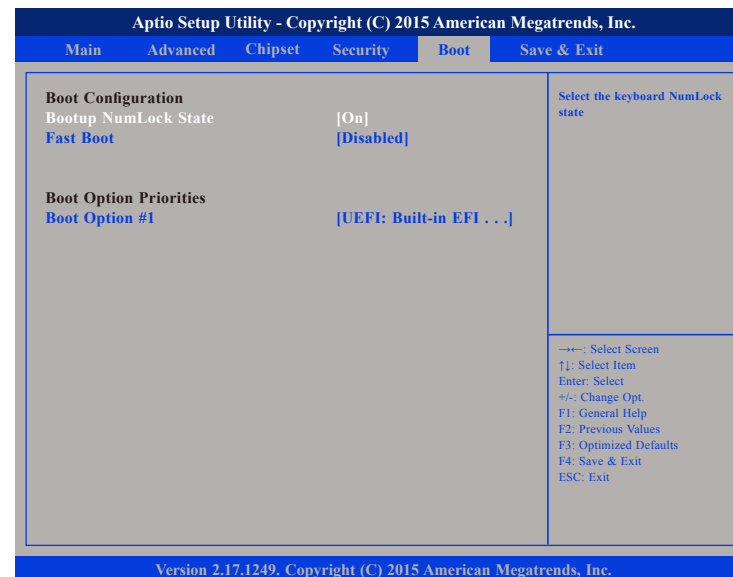 Aptio Setup Utility - Copyright (C) 2015 American Megatrends, Inc.
Main Advanced Chipset Security Boot Save & Exit
Boot Configuration
Bootup NumLock State [On]
Fast Boot [Disabled]
Boot Option Priorities
Boot Option #1 [UEFI: Built-in EFI . . .]
Select the keyboard NumLock
state
→←: Select Screen
↑↓: Select Item
Enter: Select
+/-: Change Opt.
F1: General Help
F2: Previous Values
F3: Optimized Defaults
F4: Save & Exit
ESC: Exit
Version 2.17.1249. Copyright (C) 2015 American Megatrends, Inc.